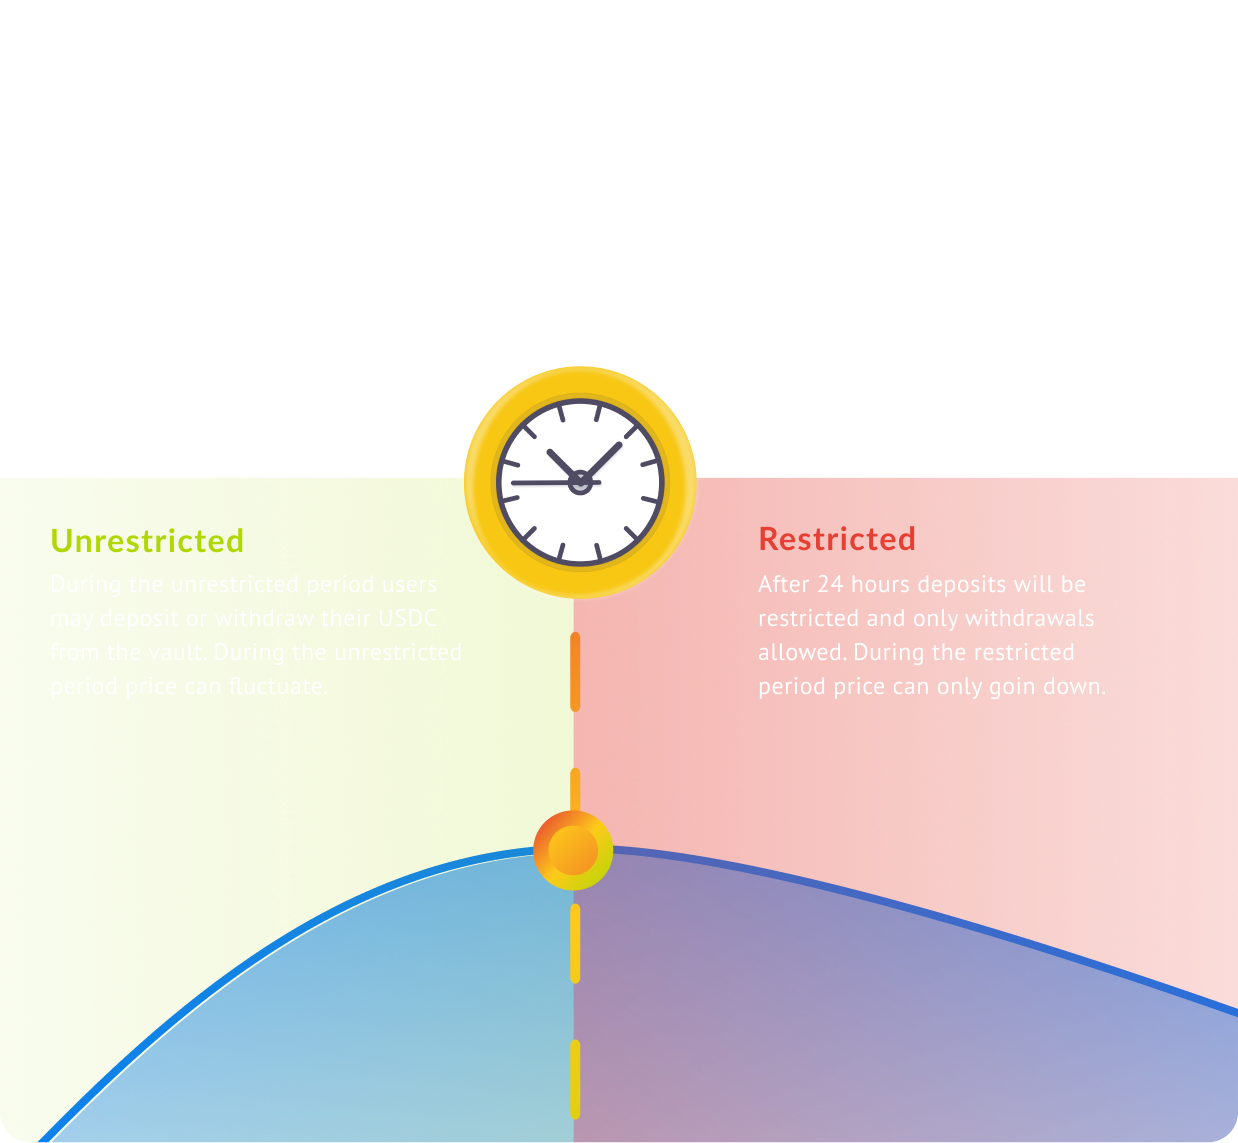 Unrestricted
During the unrestricted period users
may deposit or withdraw their USDC
from the vault. During the unrestricted
period price can fluctuate.
Restricted
After 24 hours deposits will be
restricted and only withdrawals
allowed. During the restricted
period price can only goin down.